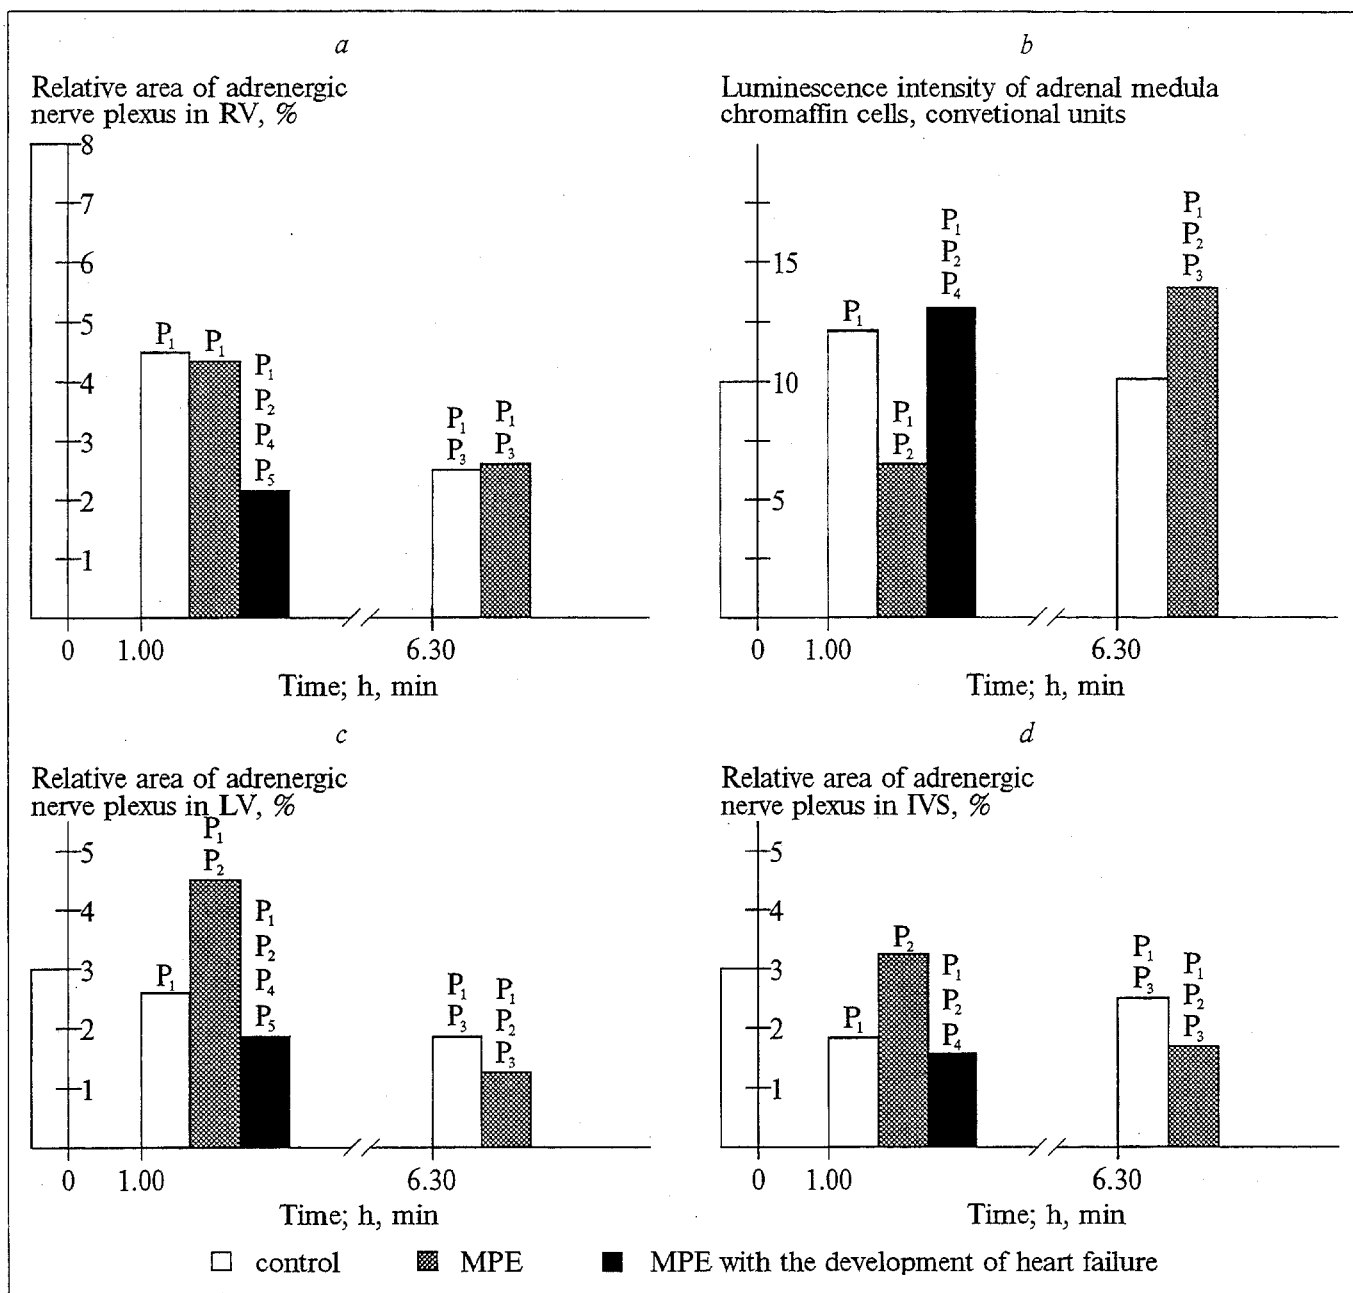 a
Relative area of adrenergic
nerve plexus in RV, %
8
7
6
5
4
3
2
1
P₁
P₁
P₁
P₂
P₄
P₅
P₁
P₃
P₁
P₃
0 1.00 6.30
Time; h, min
b
Luminescence intensity of adrenal medula
chromaffin cells, convetional units
15
10
5
P₁
P₁
P₂
P₁
P₂
P₄
P₁
P₂
P₃
0 1.00 6.30
Time; h, min
c
Relative area of adrenergic
nerve plexus in LV, %
5
4
3
2
1
P₁
P₁
P₂
P₁
P₂
P₄
P₅
P₁
P₃
P₁
P₂
P₃
0 1.00 6.30
Time; h, min
d
Relative area of adrenergic
nerve plexus in IVS, %
5
4
3
2
1
P₁
P₂
P₁
P₂
P₄
P₁
P₃
P₁
P₂
P₃
0 1.00 6.30
Time; h, min
control MPE MPE with the development of heart failure